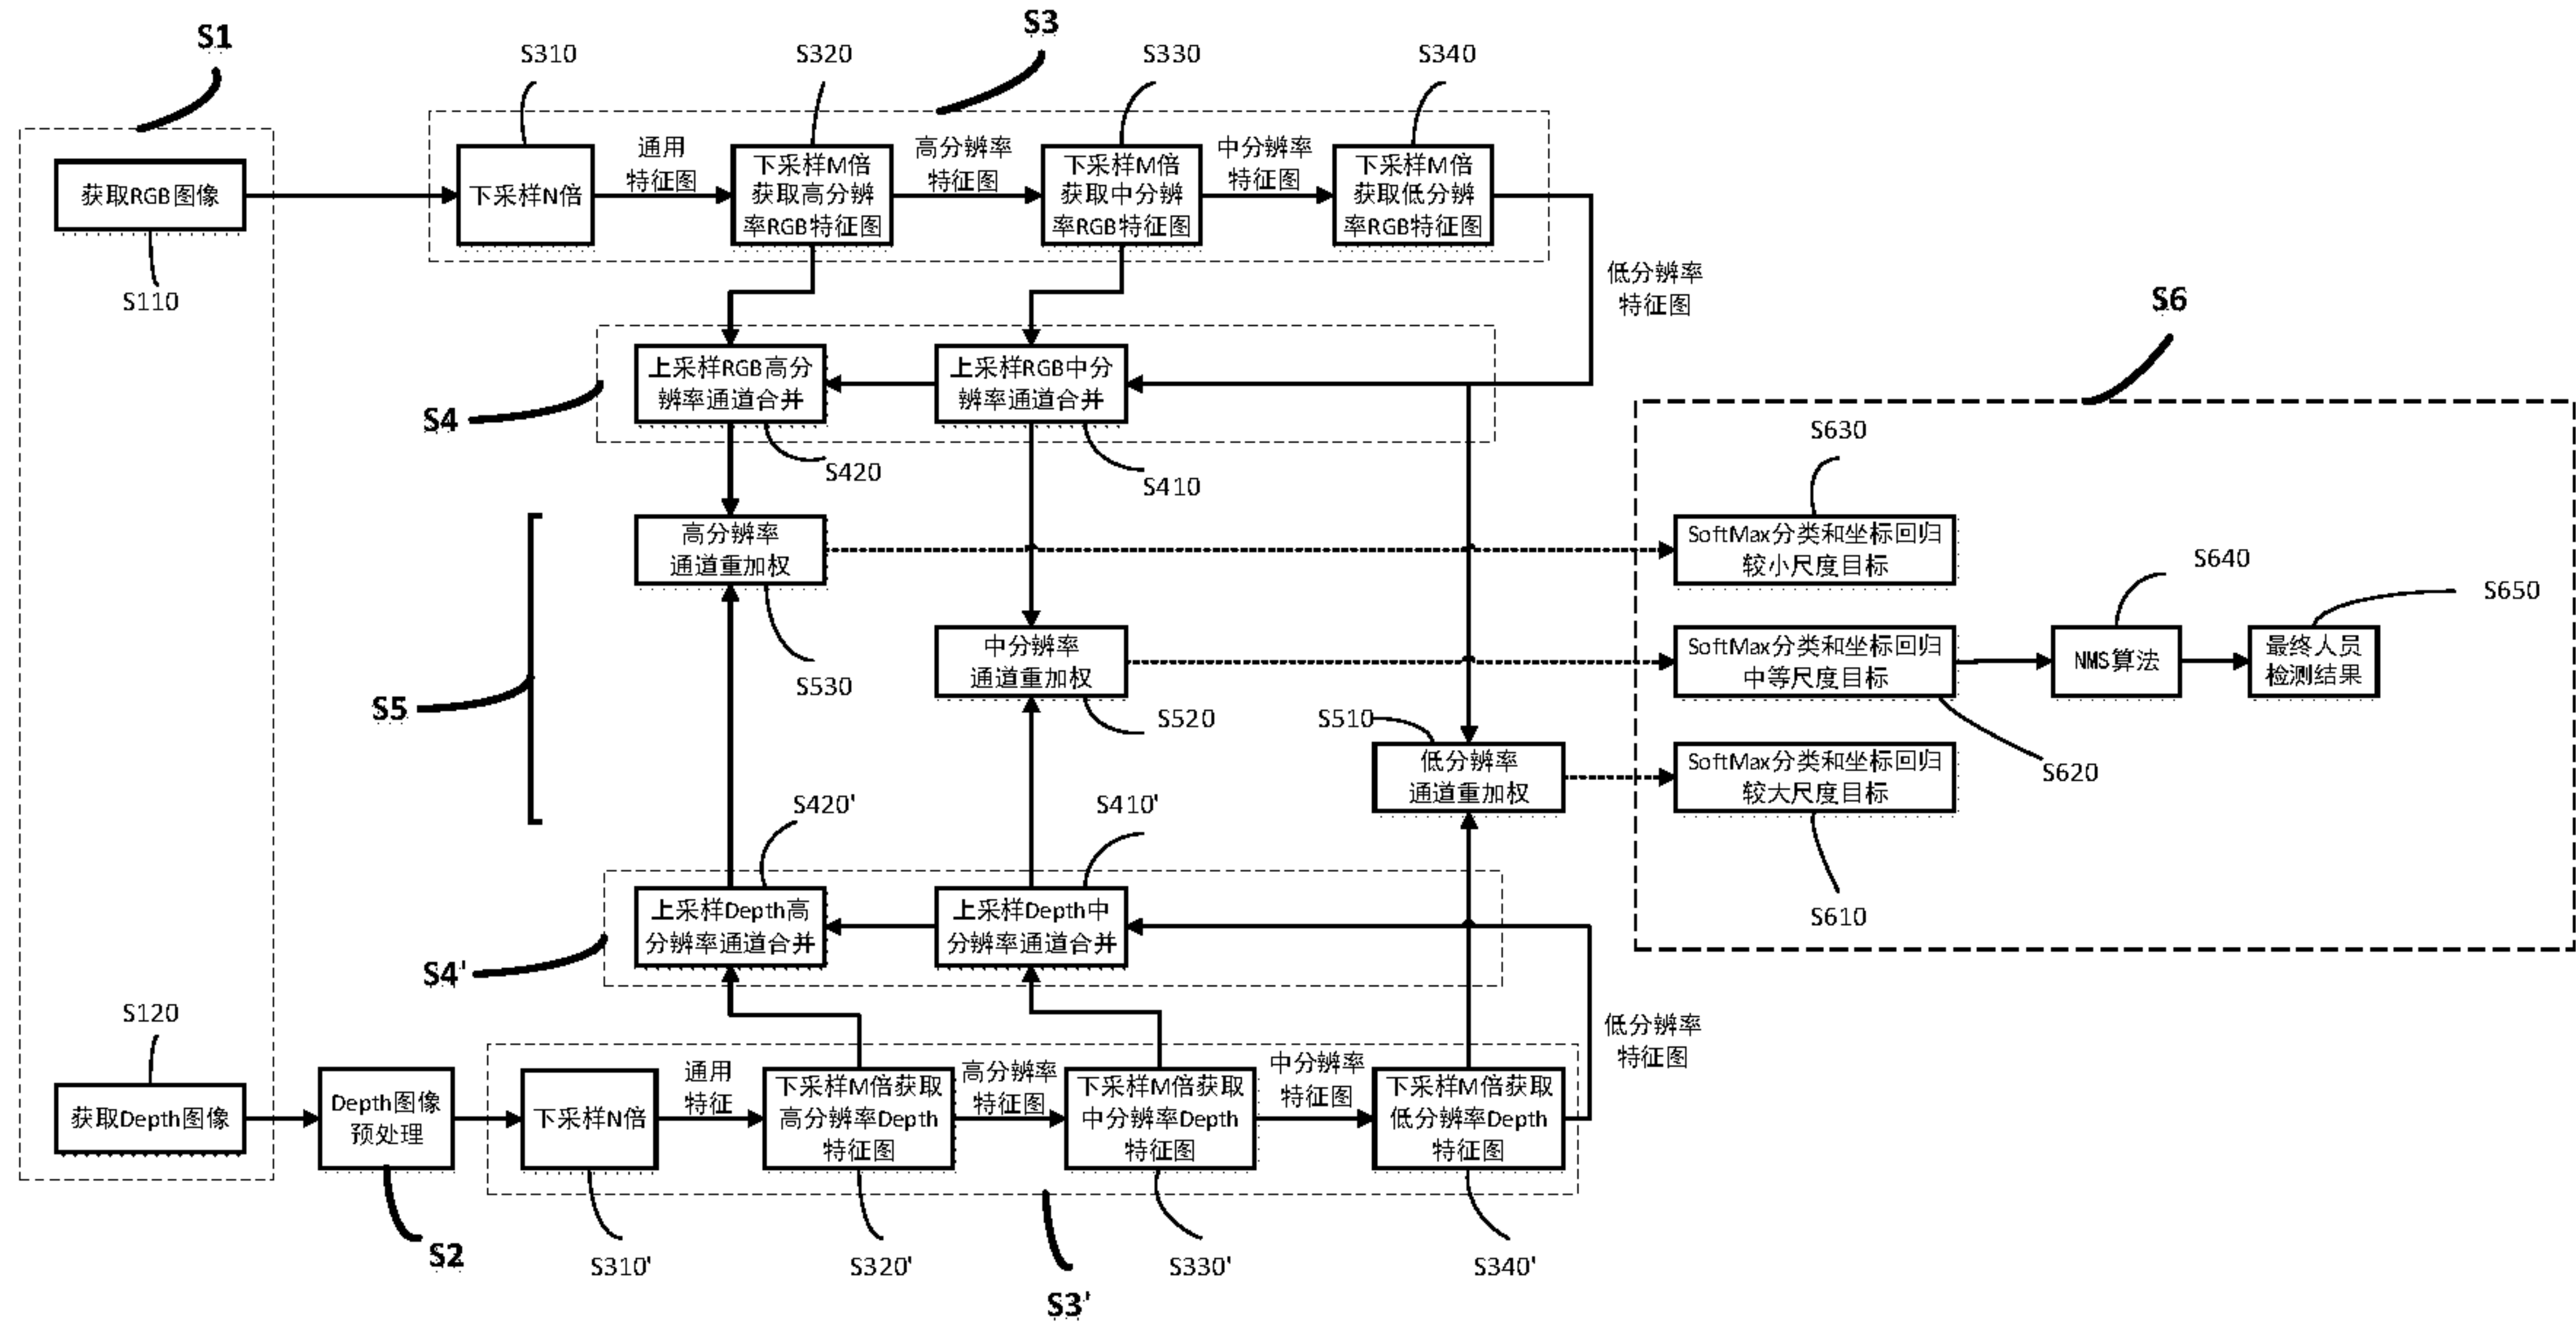 S1
S3
S310
S320
S330
S340
获取RGB图像
S110
下采样N倍
通用
特征图
下采样M倍
获取高分辨
率RGB特征图
高分辨率
特征图
下采样M倍
获取中分辨
率RGB特征图
中分辨率
特征图
下采样M倍
获取低分辨
率RGB特征图
低分辨率
特征图
S4
上采样RGB高分
辨率通道合并
S420
上采样RGB中分
辨率通道合并
S410
S6
S5
高分辨率
通道重加权
S530
中分辨率
通道重加权
S520
S510
低分辨率
通道重加权
S630
SoftMax分类和坐标回归
较小尺度目标
SoftMax分类和坐标回归
中等尺度目标
S620
SoftMax分类和坐标回归
较大尺度目标
S610
S640
NMS算法
S650
最终人员
检测结果
S420'
S410'
S4'
上采样Depth高
分辨率通道合并
上采样Depth中
分辨率通道合并
低分辨率
特征图
S120
获取Depth图像
Depth图像
预处理
S2
下采样N倍
通用
特征
下采样M倍获取
高分辨率Depth
特征图
高分辨率
特征图
下采样M倍获取
中分辨率Depth
特征图
中分辨率
特征图
下采样M倍获取
低分辨率Depth
特征图
S310'
S320'
S330'
S340'
S3'